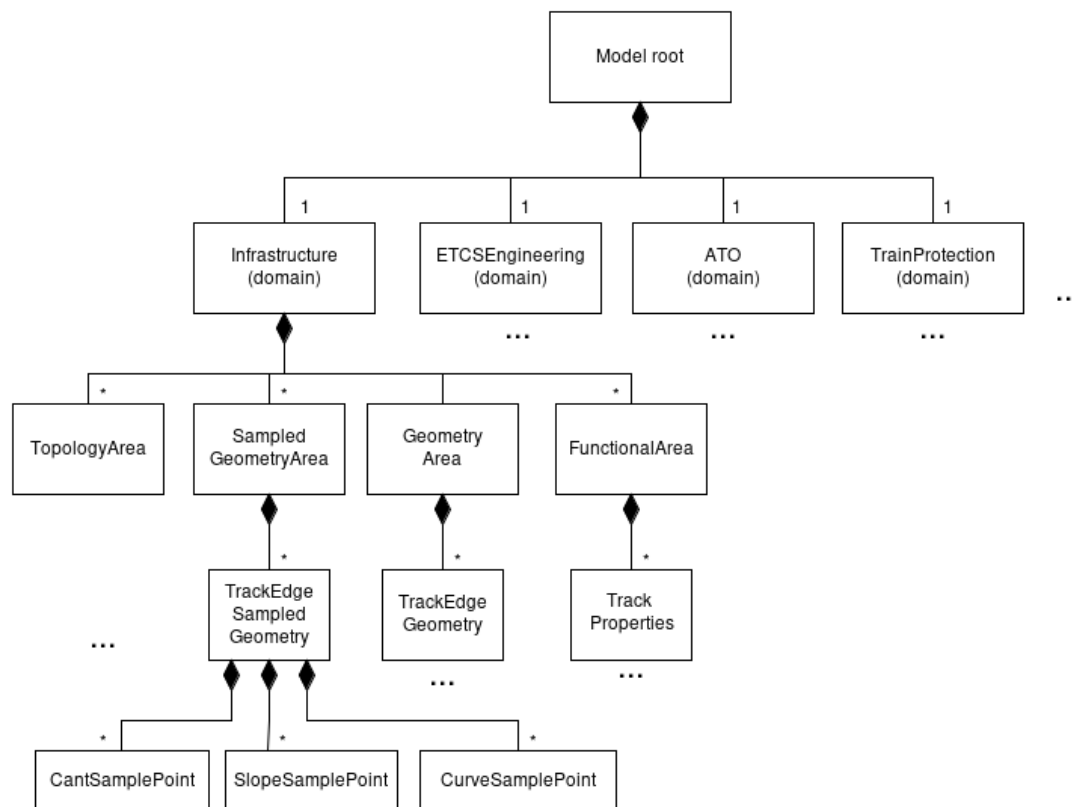 Model root
1
1
1
1
Infrastructure
(domain)
ETCSEngineering
(domain)
ATO
(domain)
TrainProtection
(domain)
...
...
...
..
*
*
*
TopologyArea
Sampled
GeometryArea
Geometry
Area
FunctionalArea
*
*
*
TrackEdge
Sampled
Geometry
TrackEdge
Geometry
Track
Properties
...
...
...
*
*
*
CantSamplePoint
SlopeSamplePoint
CurveSamplePoint